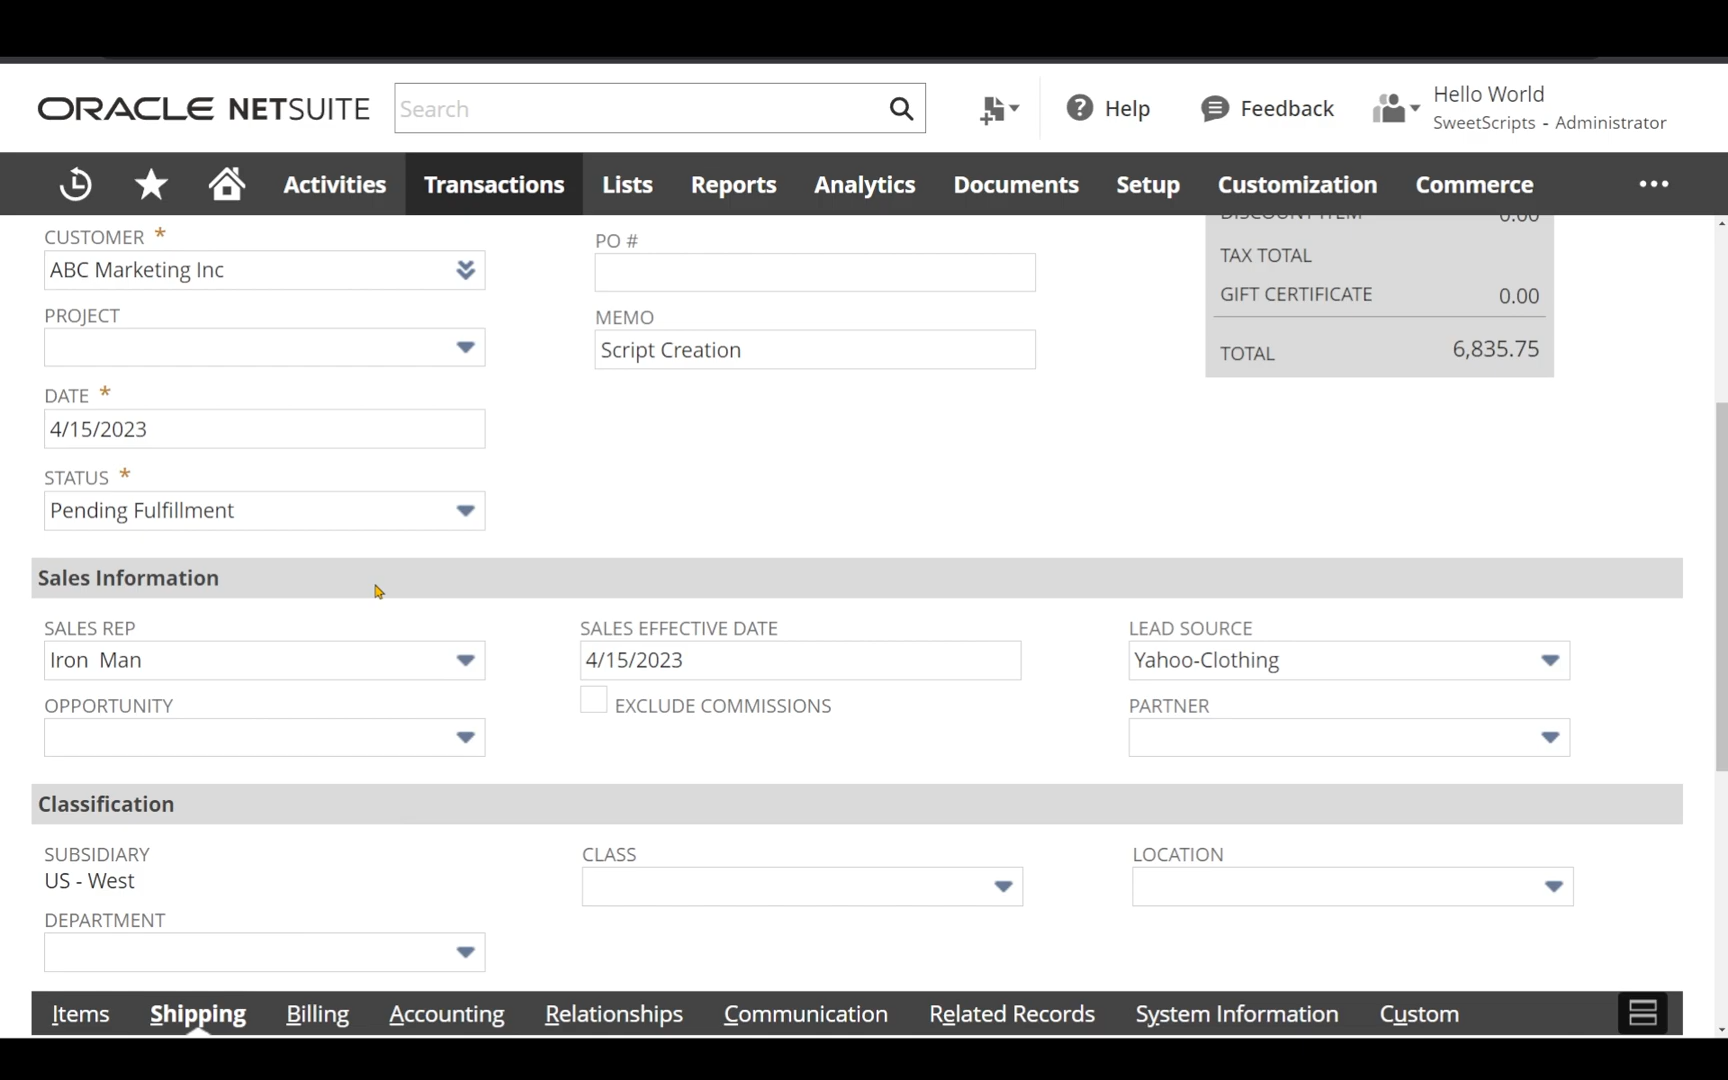 ORACLE NETSUITE
Search
Help
Feedback
Hello World
SweetScripts - Administrator
Activities
Transactions
Lists
Reports
Analytics
Documents
Setup
Customization
Commerce
CUSTOMER *
ABC Marketing Inc
PROJECT
DATE *
4/15/2023
STATUS *
Pending Fulfillment
PO #
MEMO
Script Creation
DISCOUNT ITEM 0.00
TAX TOTAL
GIFT CERTIFICATE 0.00
TOTAL 6,835.75
Sales Information
SALES REP
Iron Man
OPPORTUNITY
SALES EFFECTIVE DATE
4/15/2023
EXCLUDE COMMISSIONS
LEAD SOURCE
Yahoo-Clothing
PARTNER
Classification
SUBSIDIARY
US - West
DEPARTMENT
CLASS
LOCATION
Items
Shipping
Billing
Accounting
Relationships
Communication
Related Records
System Information
Custom